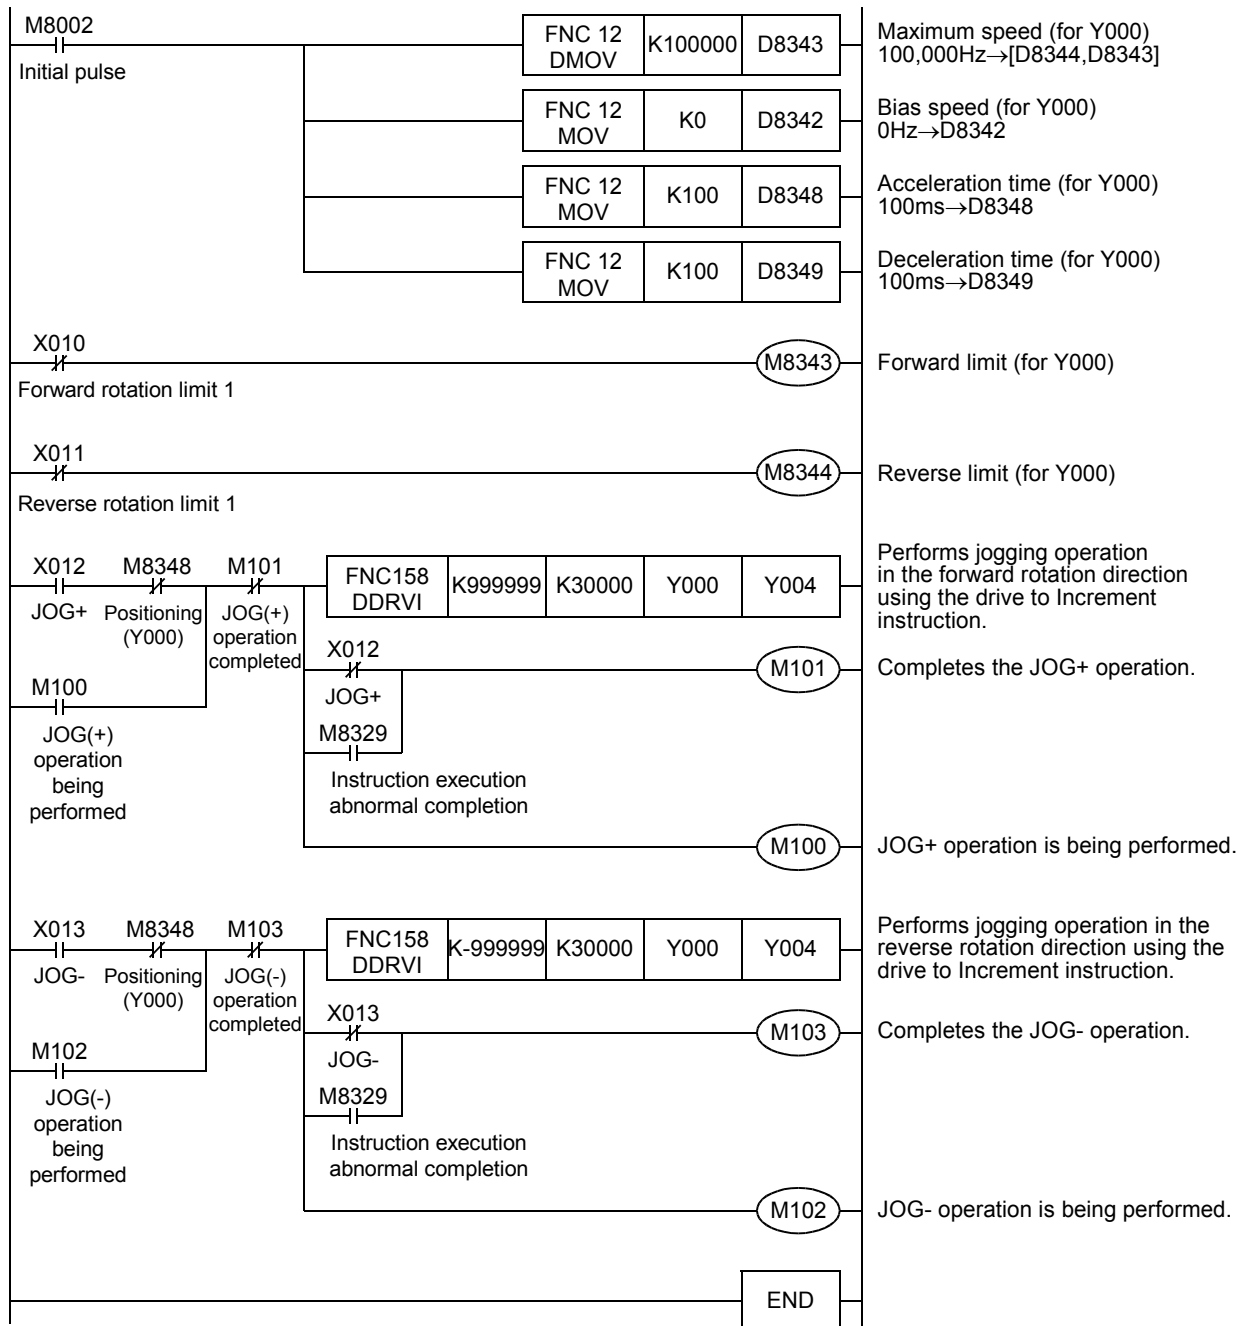 M8002
Initial pulse
FNC 12
DMOV
K100000
D8343
Maximum speed (for Y000)
100,000Hz→[D8344,D8343]
FNC 12
MOV
K0
D8342
Bias speed (for Y000)
0Hz→D8342
FNC 12
MOV
K100
D8348
Acceleration time (for Y000)
100ms→D8348
FNC 12
MOV
K100
D8349
Deceleration time (for Y000)
100ms→D8349
X010
Forward rotation limit 1
M8343
Forward limit (for Y000)
X011
Reverse rotation limit 1
M8344
Reverse limit (for Y000)
X012
JOG+
M8348
Positioning
(Y000)
M101
JOG(+)
operation
completed
FNC158
DDRVI
K999999
K30000
Y000
Y004
Performs jogging operation
in the forward rotation direction
using the drive to Increment
instruction.
X012
JOG+
M101
Completes the JOG+ operation.
M100
JOG(+)
operation
being
performed
M8329
Instruction execution
abnormal completion
M100
JOG+ operation is being performed.
X013
JOG-
M8348
Positioning
(Y000)
M103
JOG(-)
operation
completed
FNC158
DDRVI
K-999999
K30000
Y000
Y004
Performs jogging operation in the
reverse rotation direction using the
drive to Increment instruction.
X013
JOG-
M103
Completes the JOG- operation.
M102
JOG(-)
operation
being
performed
M8329
Instruction execution
abnormal completion
M102
JOG- operation is being performed.
END